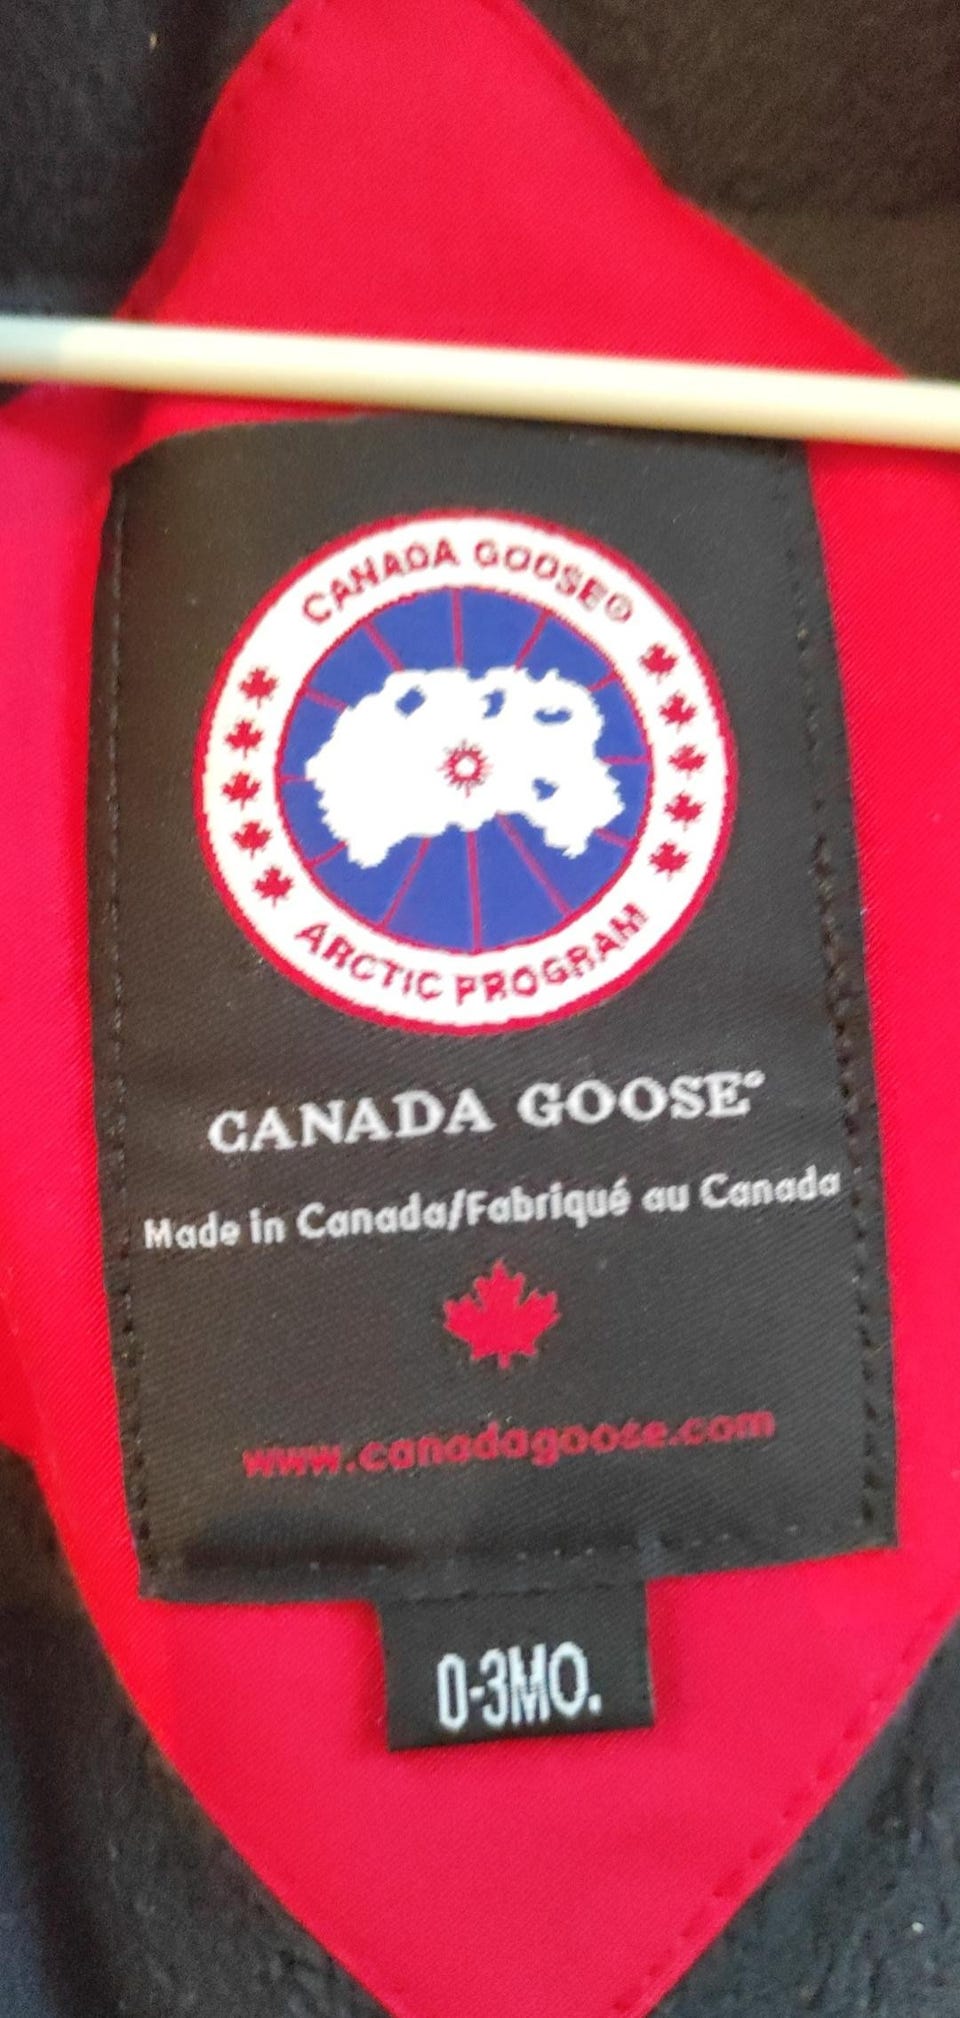 CANADA GOOSE®
ARCTIC PROGRAM
CANADA GOOSE®
Made in Canada/Fabriqué au Canada
www.canadagoose.com
0-3MO.